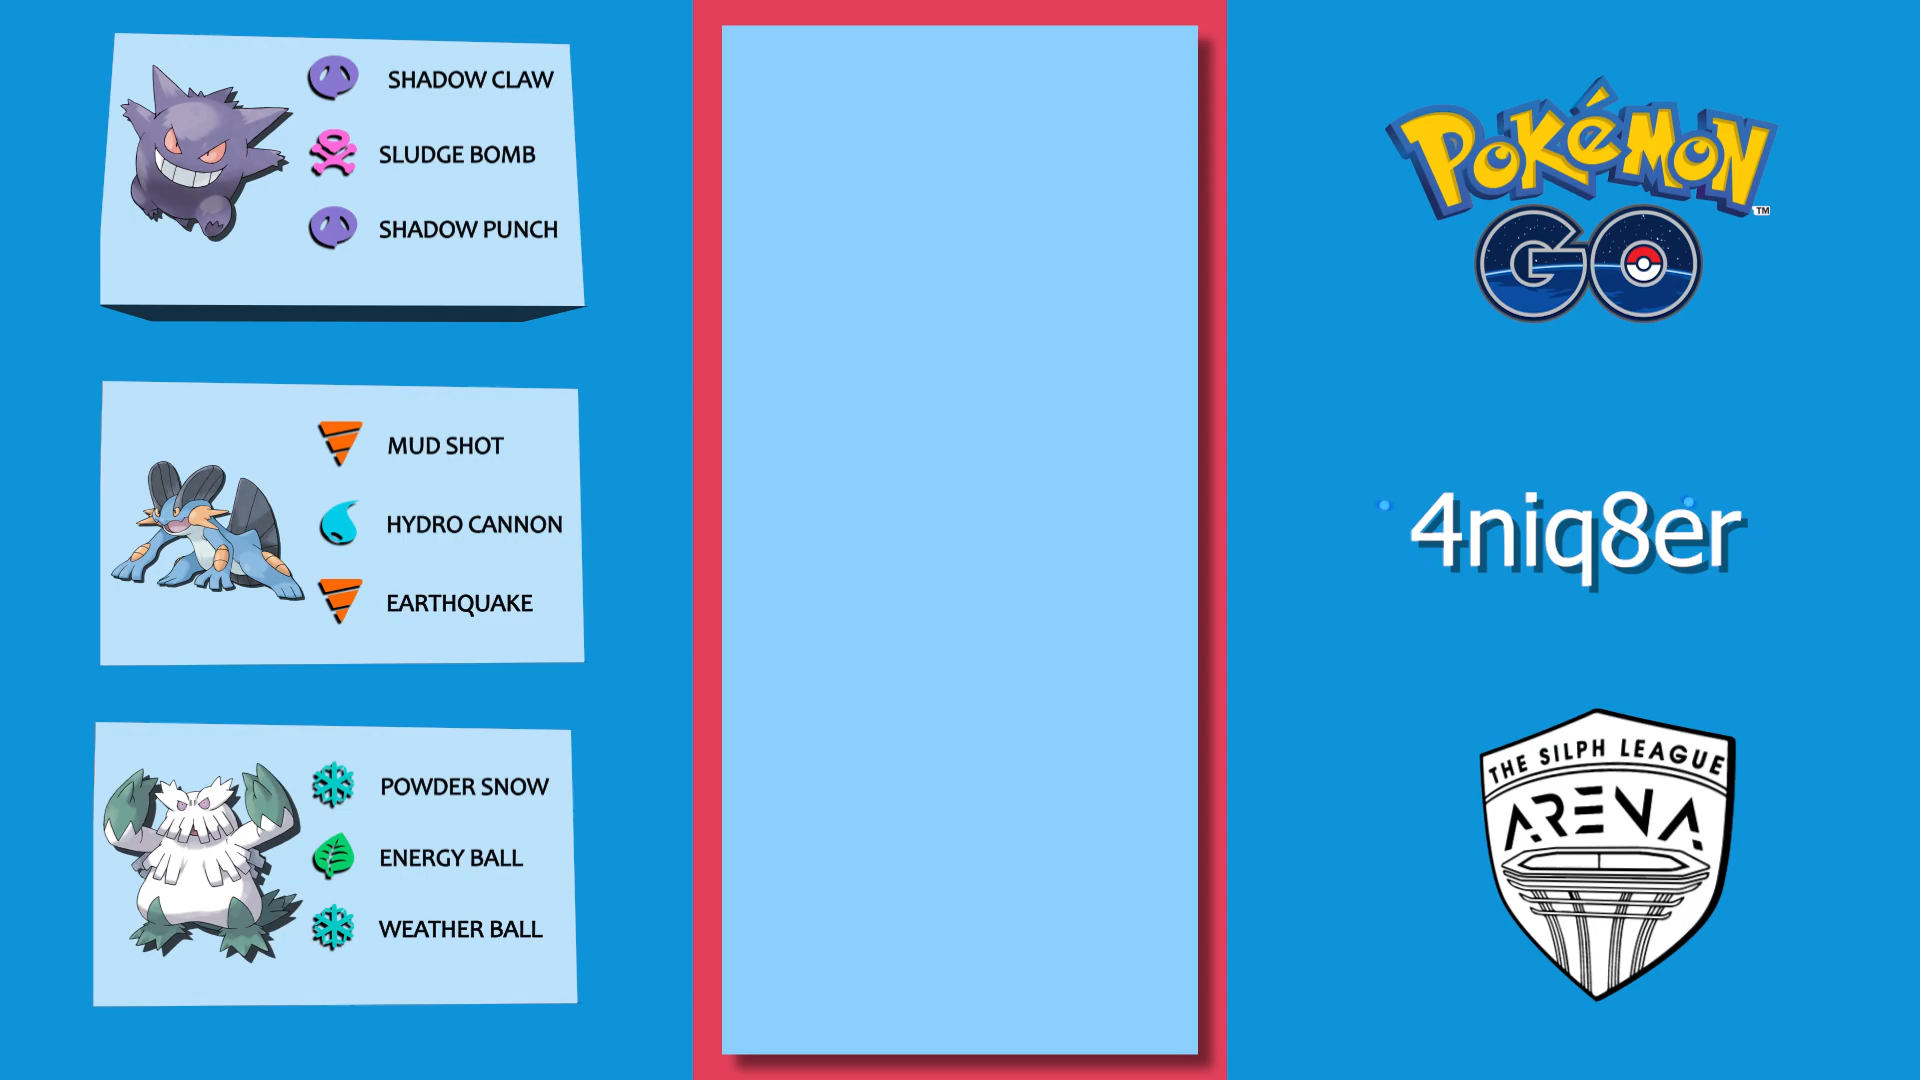 SHADOW CLAW
SLUDGE BOMB
SHADOW PUNCH
MUD SHOT
HYDRO CANNON
EARTHQUAKE
POWDER SNOW
ENERGY BALL
WEATHER BALL
POKéMON
TM
GO
4niq8er
THE SILPH LEAGUE
ARENA